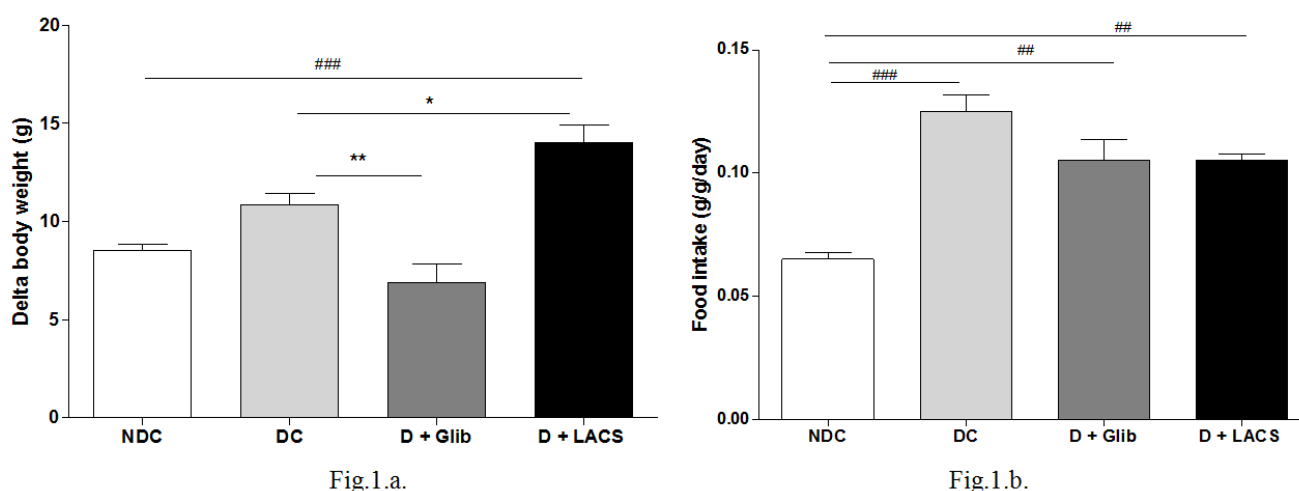 20
15
10
5
0
Delta body weight (g)
###
*
**
NDC DC D + Glib D + LACS
Fig.1.a.
0.15
0.10
0.05
0.00
Food intake (g/g/day)
##
##
###
NDC DC D + Glib D + LACS
Fig.1.b.